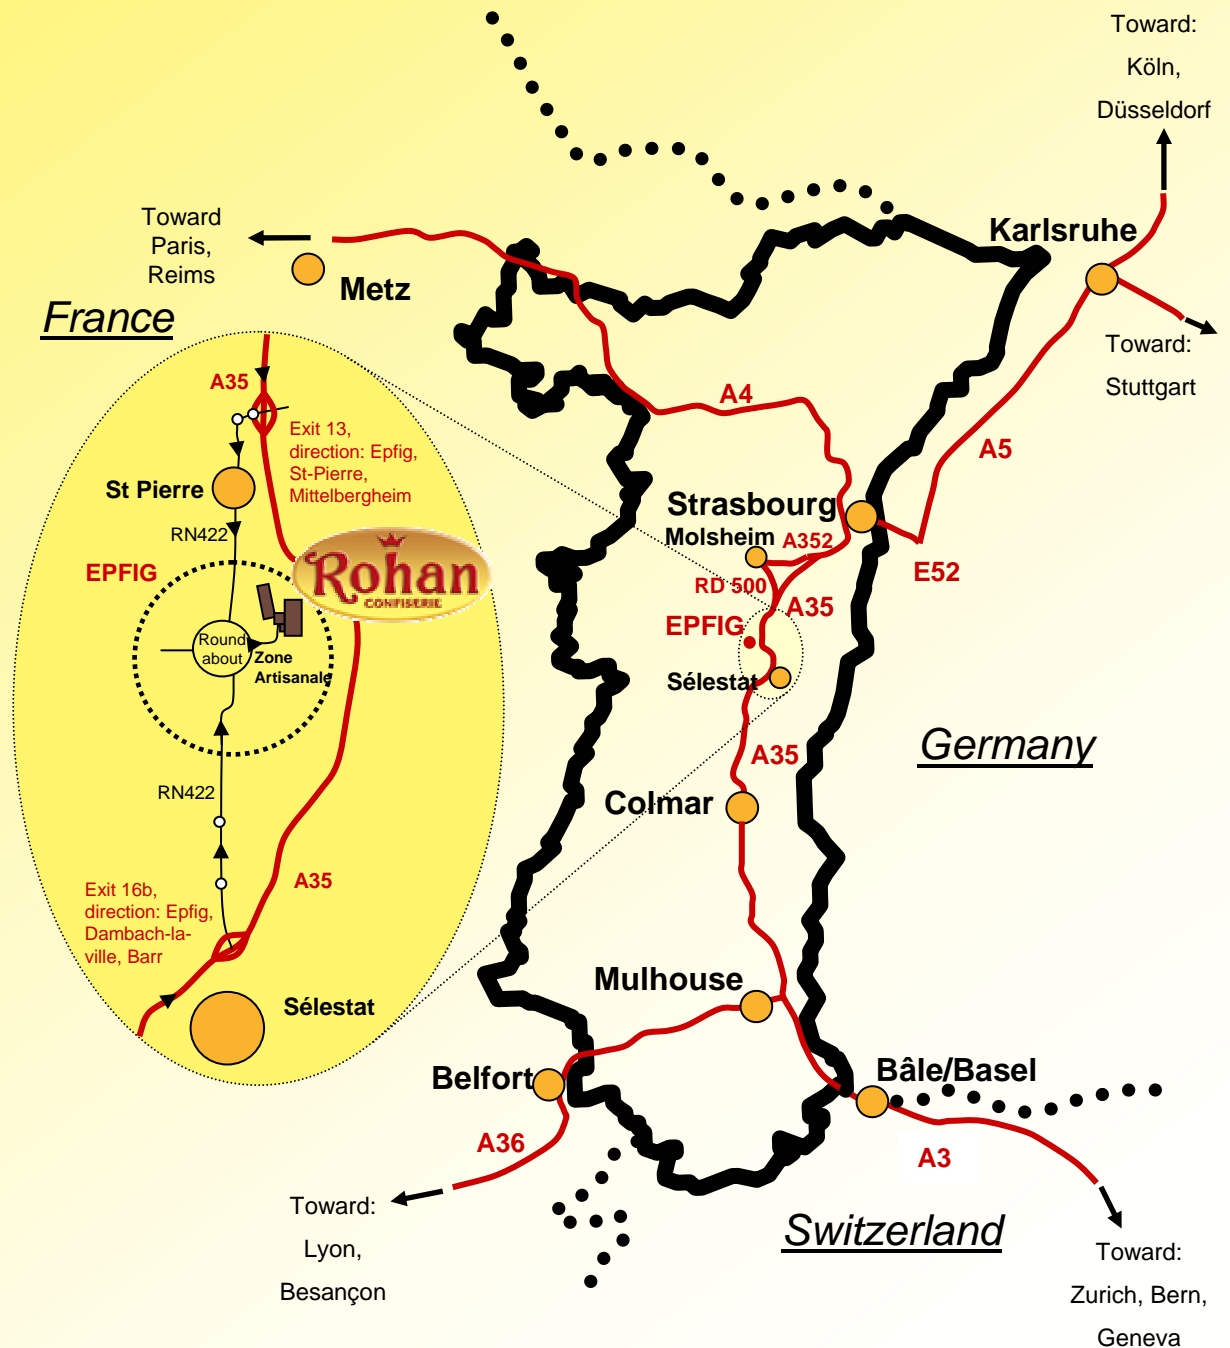 Toward:
Köln,
Düsseldorf
Toward
Paris,
Reims
Karlsruhe
Metz
France
Toward:
Stuttgart
A35
A4
A5
Exit 13,
direction: Epfig,
St-Pierre,
Mittelbergheim
St Pierre
Strasbourg
RN422
Molsheim
A352
Rohan
CONFISERIE
EPFIG
RD 500
E52
A35
EPFIG
Round
about
Zone
Artisanale
Sélestat
Germany
A35
RN422
Colmar
A35
Exit 16b,
direction: Epfig,
Dambach-la-
ville, Barr
Mulhouse
Sélestat
Belfort
Bâle/Basel
A36
A3
Toward:
Lyon,
Besançon
Switzerland
Toward:
Zurich, Bern,
Geneva